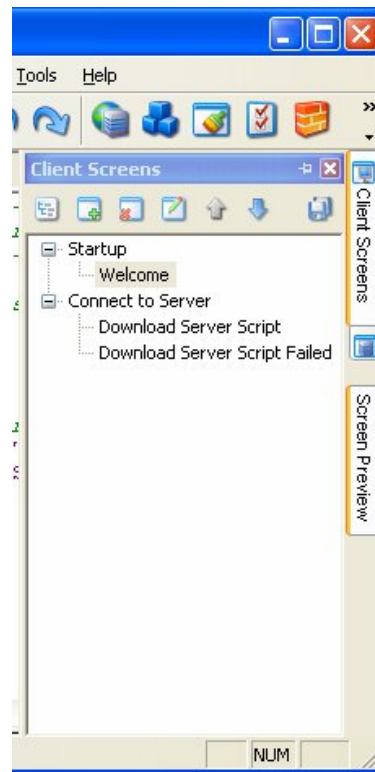 Tools Help
Client Screens
Startup
Welcome
Connect to Server
Download Server Script
Download Server Script Failed
Client Screens
Screen Preview
NUM